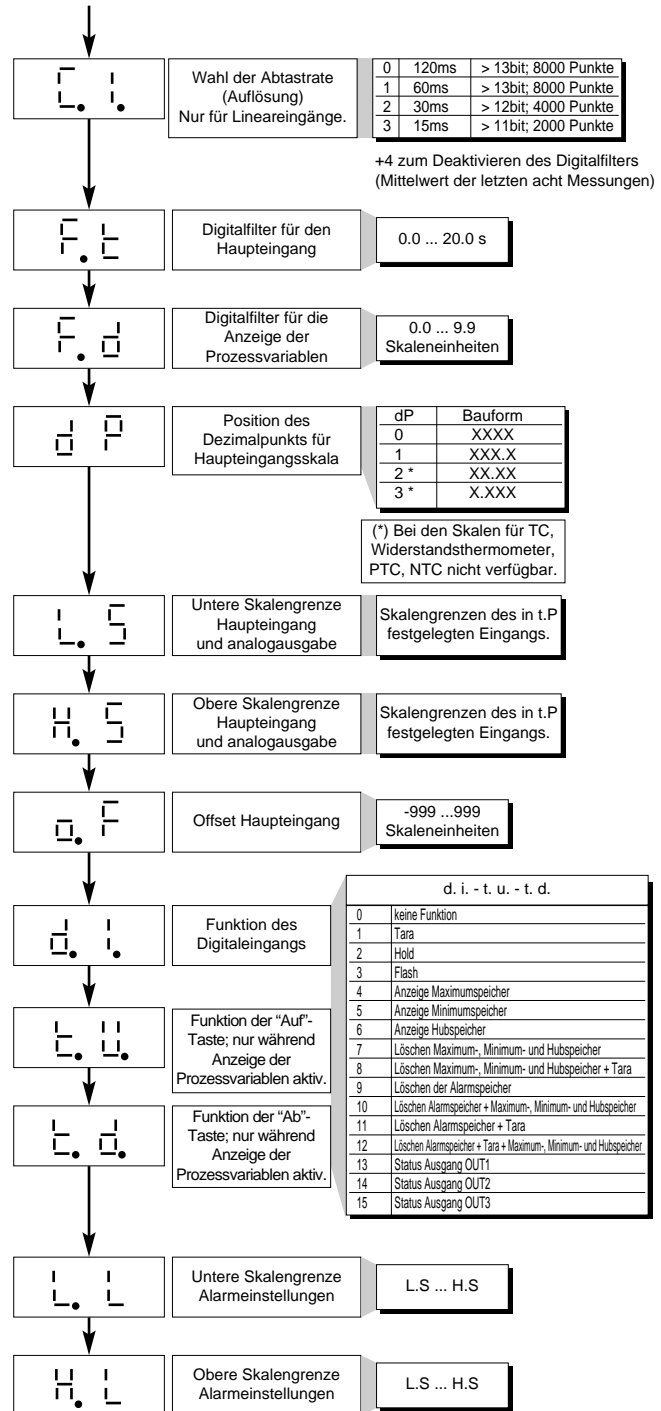 C. I.
Wahl der Abtastrate
(Auflösung)
Nur für Lineareingänge.
0 120ms > 13bit; 8000 Punkte
1 60ms > 13bit; 8000 Punkte
2 30ms > 12bit; 4000 Punkte
3 15ms > 11bit; 2000 Punkte
+4 zum Deaktivieren des Digitalfilters
(Mittelwert der letzten acht Messungen)
F. t
Digitalfilter für den
Haupteingang
0.0 ... 20.0 s
F. d
Digitalfilter für die
Anzeige der
Prozessvariablen
0.0 ... 9.9
Skaleneinheiten
d P
Position des
Dezimalpunkts für
Haupteingangsskala
dP Bauform
0 XXXX
1 XXX.X
2 * XX.XX
3 * X.XXX
(*) Bei den Skalen für TC,
Widerstandsthermometer,
PTC, NTC nicht verfügbar.
L. S
Untere Skalengrenze
Haupteingang
und analogausgabe
Skalengrenzen des in t.P
festgelegten Eingangs.
H. S
Obere Skalengrenze
Haupteingang
und analogausgabe
Skalengrenzen des in t.P
festgelegten Eingangs.
o. F
Offset Haupteingang
-999 ...999
Skaleneinheiten
d. I.
Funktion des
Digitaleingangs
t. U.
Funktion der “Auf”-
Taste; nur während
Anzeige der
Prozessvariablen aktiv.
t. d.
Funktion der “Ab”-
Taste; nur während
Anzeige der
Prozessvariablen aktiv.
d. i. - t. u. - t. d.
0 keine Funktion
1 Tara
2 Hold
3 Flash
4 Anzeige Maximumspeicher
5 Anzeige Minimumspeicher
6 Anzeige Hubspeicher
7 Löschen Maximum-, Minimum- und Hubspeicher
8 Löschen Maximum-, Minimum- und Hubspeicher + Tara
9 Löschen der Alarmspeicher
10 Löschen Alarmspeicher + Maximum-, Minimum- und Hubspeicher
11 Löschen Alarmspeicher + Tara
12 Löschen Alarmspeicher + Tara + Maximum-, Minimum- und Hubspeicher
13 Status Ausgang OUT1
14 Status Ausgang OUT2
15 Status Ausgang OUT3
L. L
Untere Skalengrenze
Alarmeinstellungen
L.S ... H.S
H. L
Obere Skalengrenze
Alarmeinstellungen
L.S ... H.S